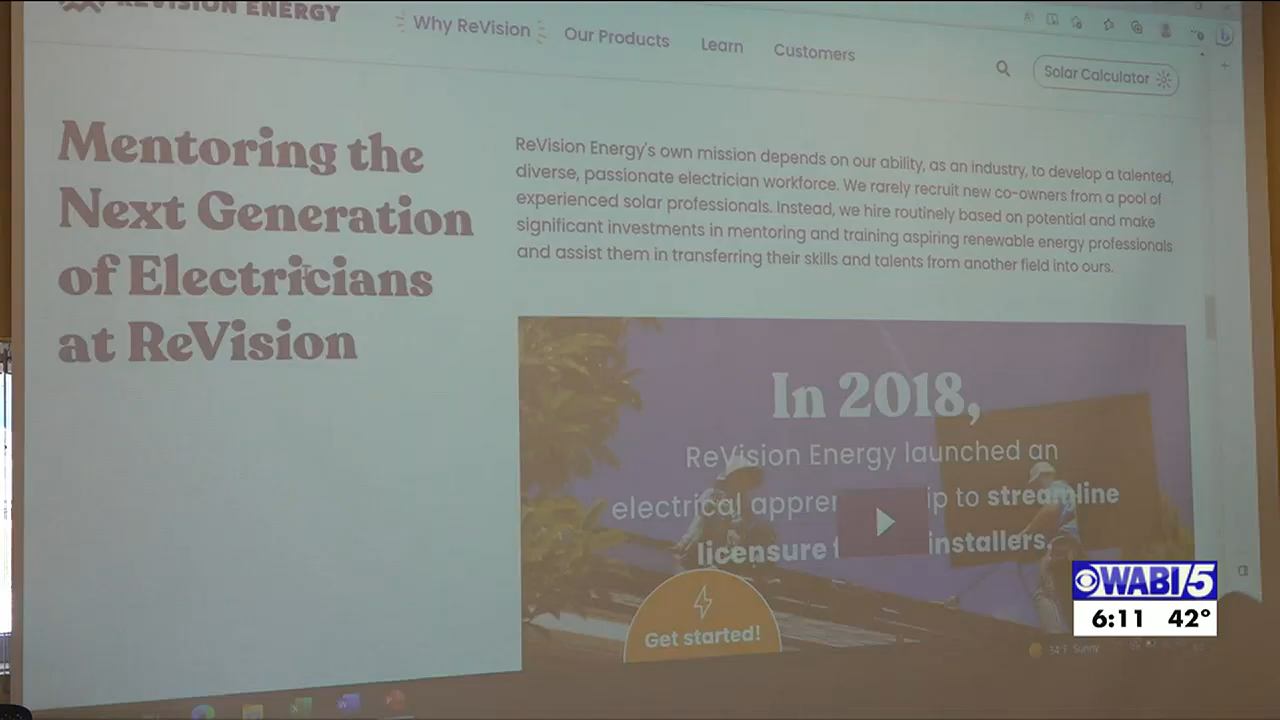 REVISION ENERGY
Why ReVision
Our Products
Learn
Customers
Solar Calculator
Mentoring the
Next Generation
of Electricians
at ReVision
ReVision Energy's own mission depends on our ability, as an industry, to develop a talented,
diverse, passionate electrician workforce. We rarely recruit new co-owners from a pool of
experienced solar professionals. Instead, we hire routinely based on potential and make
significant investments in mentoring and training aspiring renewable energy professionals
and assist them in transferring their skills and talents from another field into ours.
In 2018,
ReVision Energy launched an
electrical appren ip to streamline
licensure installers.
Get started!
WABI 5
6:11 42°
34°F Sunny